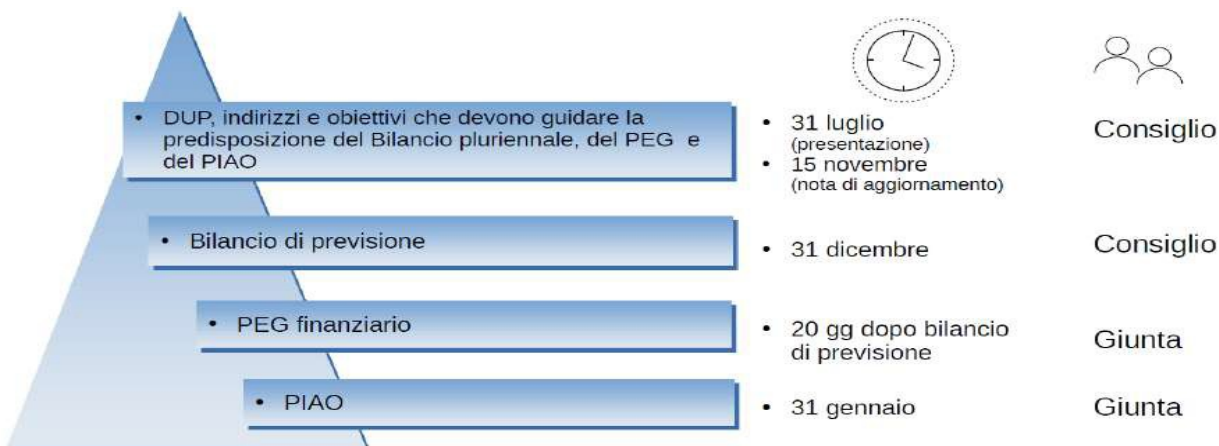 • DUP, indirizzi e obiettivi che devono guidare la
predisposizione del Bilancio pluriennale, del PEG e
del PIAO
• 31 luglio
(presentazione)
• 15 novembre
(nota di aggiornamento)
Consiglio
• Bilancio di previsione
• 31 dicembre
Consiglio
• PEG finanziario
• 20 gg dopo bilancio
di previsione
Giunta
• PIAO
• 31 gennaio
Giunta